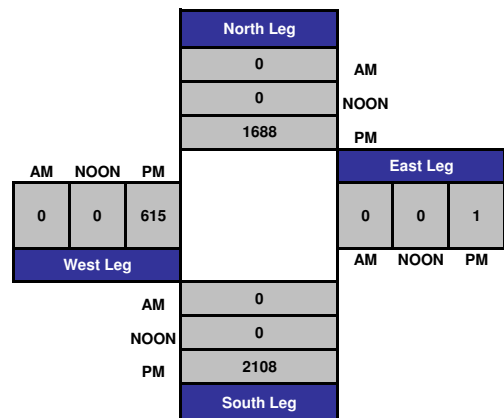 North Leg
0 AM
0 NOON
1688 PM
AM NOON PM East Leg
0 0 615 0 0 1
West Leg AM NOON PM
AM 0
NOON 0
PM 2108
South Leg